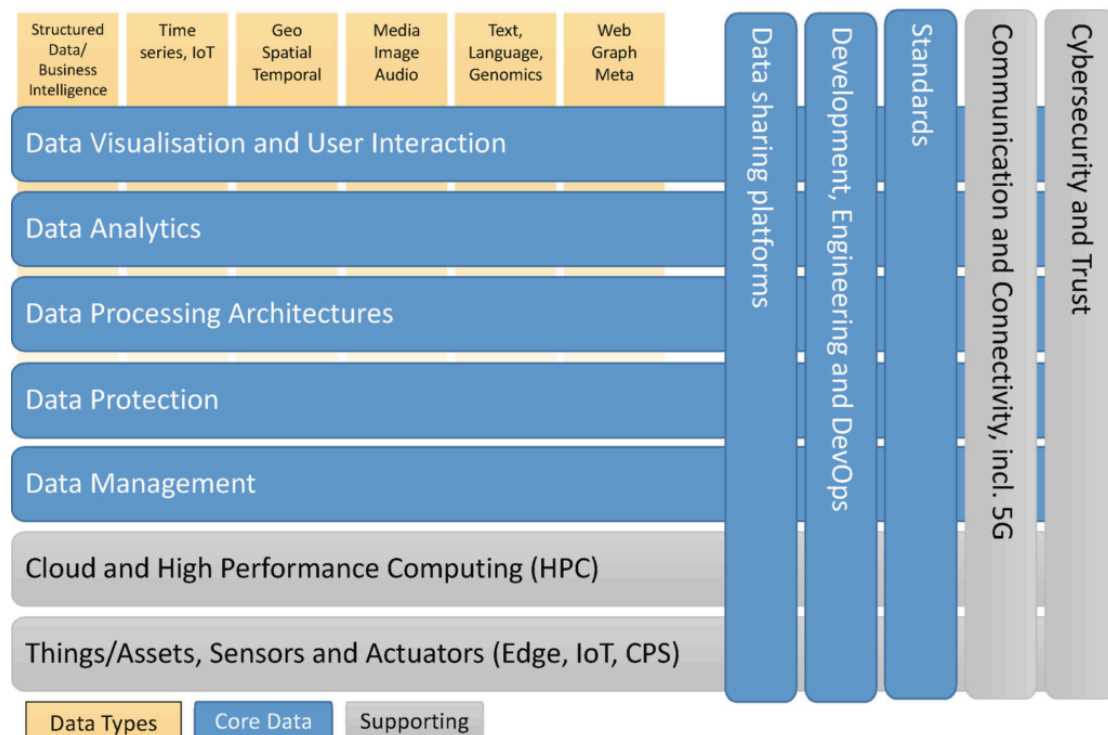 Structured
Data/
Business
Intelligence
Time
series, IoT
Geo
Spatial
Temporal
Media
Image
Audio
Text,
Language,
Genomics
Web
Graph
Meta
Data Visualisation and User Interaction
Data Analytics
Data Processing Architectures
Data Protection
Data Management
Cloud and High Performance Computing (HPC)
Things/Assets, Sensors and Actuators (Edge, IoT, CPS)
Data sharing platforms
Development, Engineering and DevOps
Standards
Communication and Connectivity, incl. 5G
Cybersecurity and Trust
Data Types
Core Data
Supporting